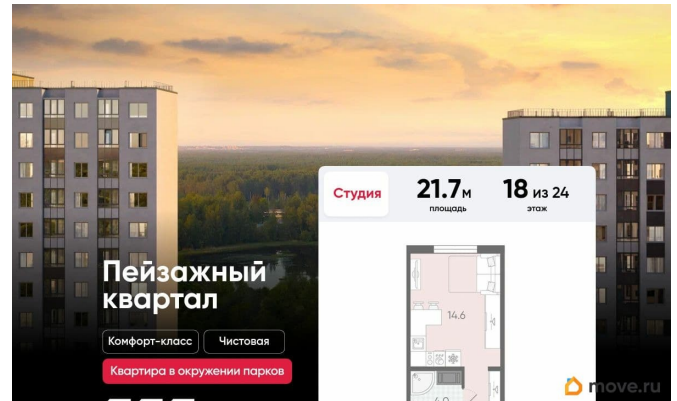 Студия
21.7м
площадь
18 из 24
этаж
Пейзажный
квартал
14.6
Комфорт-класс
Чистовая
Квартира в окружении парков
move.ru